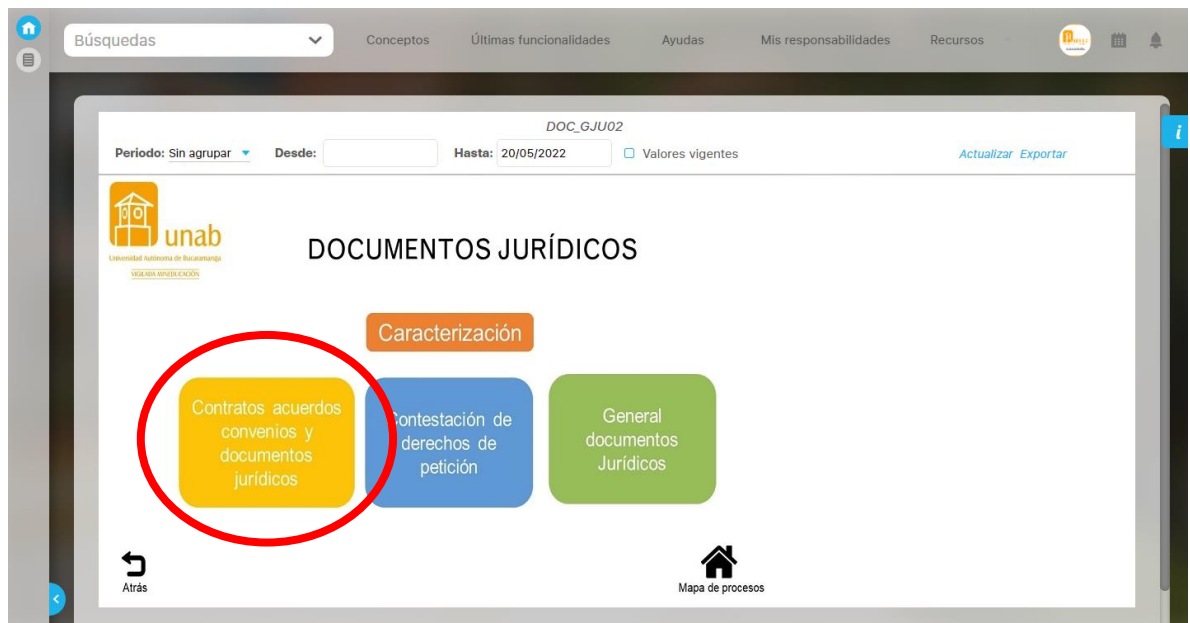 Búsquedas
Conceptos
Últimas funcionalidades
Ayudas
Mis responsabilidades
Recursos
DOC_GJU02
Periodo: Sin agrupar
Desde:
Hasta: 20/05/2022
Valores vigentes
Actualizar Exportar
i
unab
Universidad Autónoma de Bucaramanga
VIGILADA MINEDUCACIÓN
DOCUMENTOS JURÍDICOS
Caracterización
Contratos acuerdos
convenios y
documentos
jurídicos
Contestación de
derechos de
petición
General
documentos
Jurídicos
Atrás
Mapa de procesos